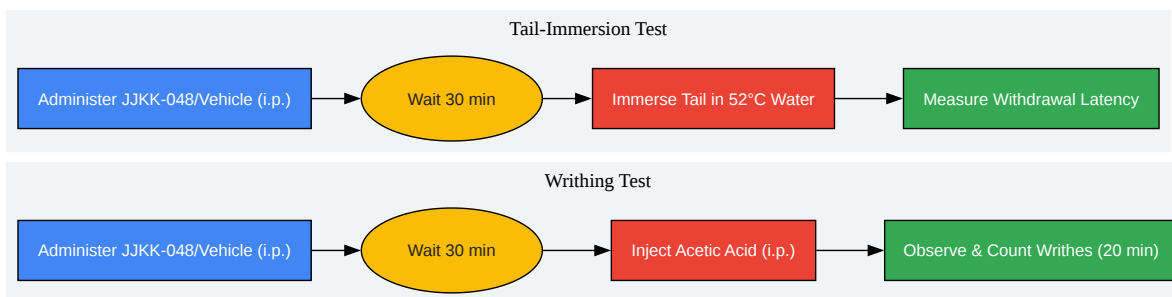 Tail-Immersion Test
Administer JJKK-048/Vehicle (i.p.)
Wait 30 min
Immerse Tail in 52°C Water
Measure Withdrawal Latency
Writhing Test
Administer JJKK-048/Vehicle (i.p.)
Wait 30 min
Inject Acetic Acid (i.p.)
Observe & Count Writhes (20 min)